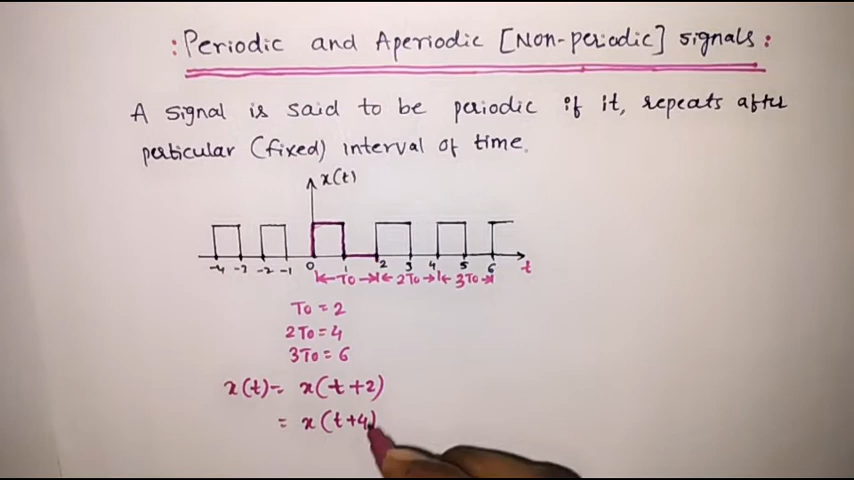 : Periodic and Aperiodic [Non-periodic] signals :
A signal is said to be periodic if it, repeats after
perticular (fixed) interval of time.
x(t)
-4 -3 -2 -1 0 1 2 3 4 5 6 t
T0 2T0 3T0
T0 = 2
2T0 = 4
3T0 = 6
x(t) = x(t+2)
= x(t+4)